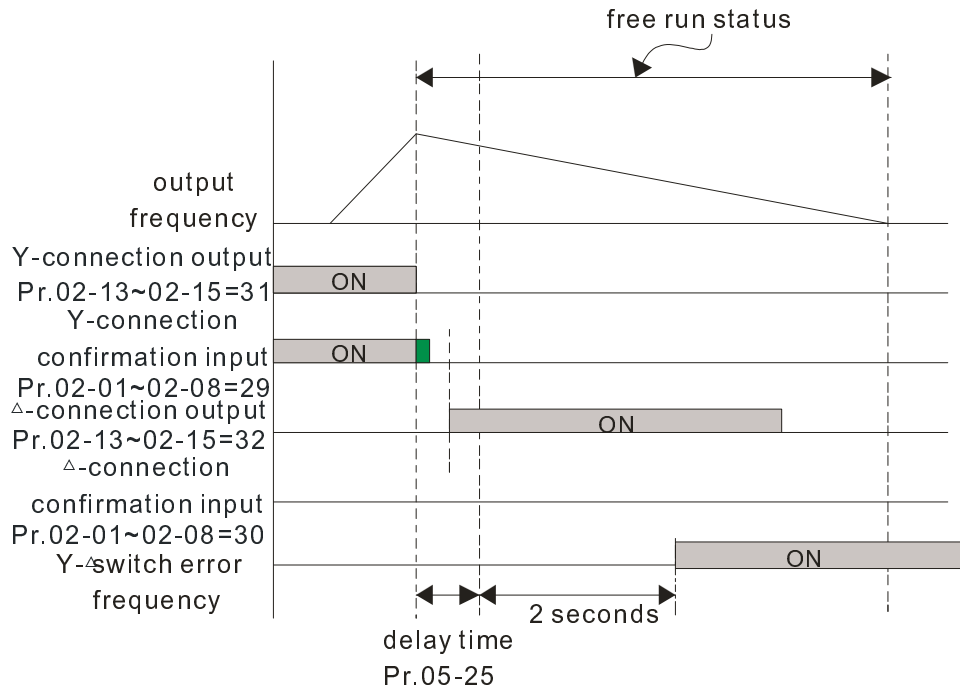 free run status
output
frequency
Y-connection output
ON
Pr.02-13~02-15=31
Y-connection
confirmation input
ON
Pr.02-01~02-08=29
△-connection output
ON
Pr.02-13~02-15=32
△-connection
confirmation input
Pr.02-01~02-08=30
Y-△switch error
ON
frequency
2 seconds
delay time
Pr.05-25